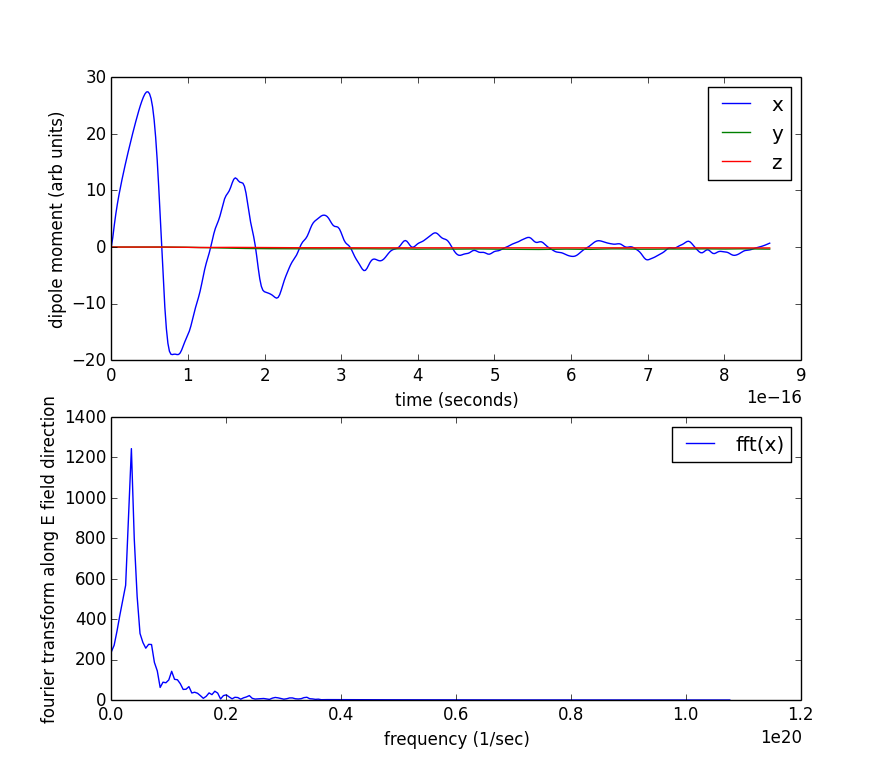 30
20
10
0
−10
−20
dipole moment (arb units)
x
y
z
0 1 2 3 4 5 6 7 8 9
time (seconds)
1e−16
1400
1200
1000
800
600
400
200
0
fourier transform along E field direction
fft(x)
0.0 0.2 0.4 0.6 0.8 1.0 1.2
frequency (1/sec)
1e20